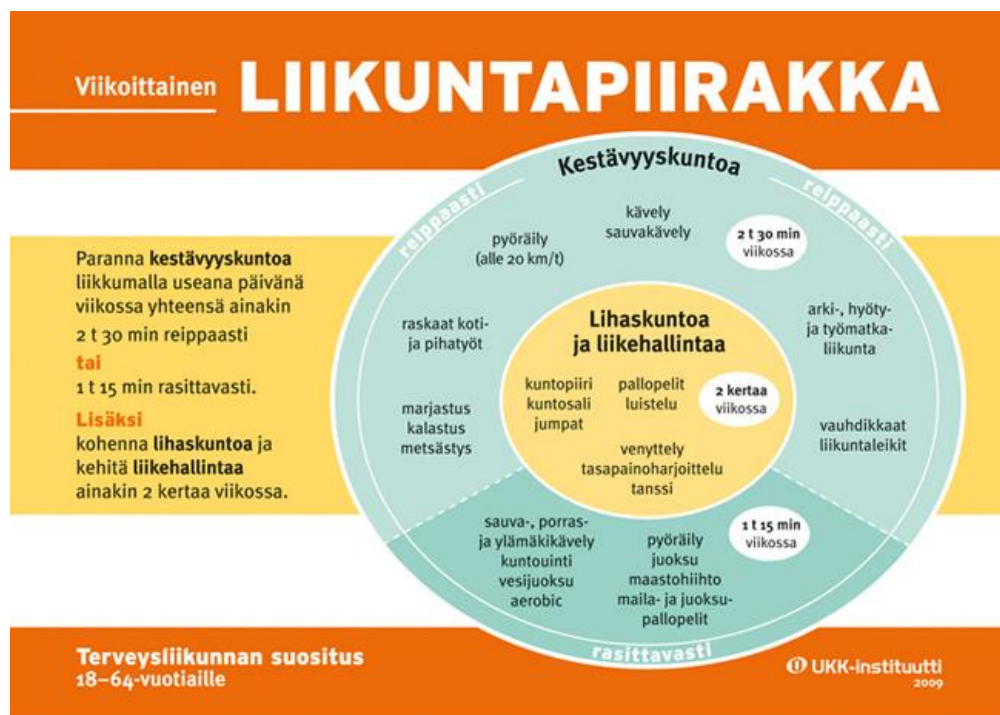 Viikoittainen LIIKUNTAPIIRAKKA
Paranna kestävyyskuntoa
liikkumalla useana päivänä
viikossa yhteensä ainakin
2 t 30 min reippaasti
tai
1 t 15 min rasittavasti.
Lisäksi
kohenna lihaskuntoa ja
kehitä liikehallintaa
ainakin 2 kertaa viikossa.
Kestävyyskuntoa
reippaasti
reippaasti
kävely
sauvakävely
2 t 30 min
viikossa
pyöräily
(alle 20 km/t)
raskaat koti-
ja pihatyöt
arki-, hyöty-
ja työmatka-
liikunta
marjastus
kalastus
metsästys
vauhdikkaat
liikuntaleikit
Lihaskuntoa
ja liikehallintaa
kuntopiiri
kuntosali
jumpat
pallopelit
luistelu
2 kertaa
viikossa
venyttely
tasapainoharjoittelu
tanssi
sauva-, porras-
ja ylämäkikävely
kuntouinti
vesijuoksu
aerobic
pyöräily
juoksu
maastohiihto
maila- ja juoksu-
pallopelit
1 t 15 min
viikossa
rasittavasti
Terveysliikunnan suositus
18–64-vuotiaille
UKK-instituutti
2009